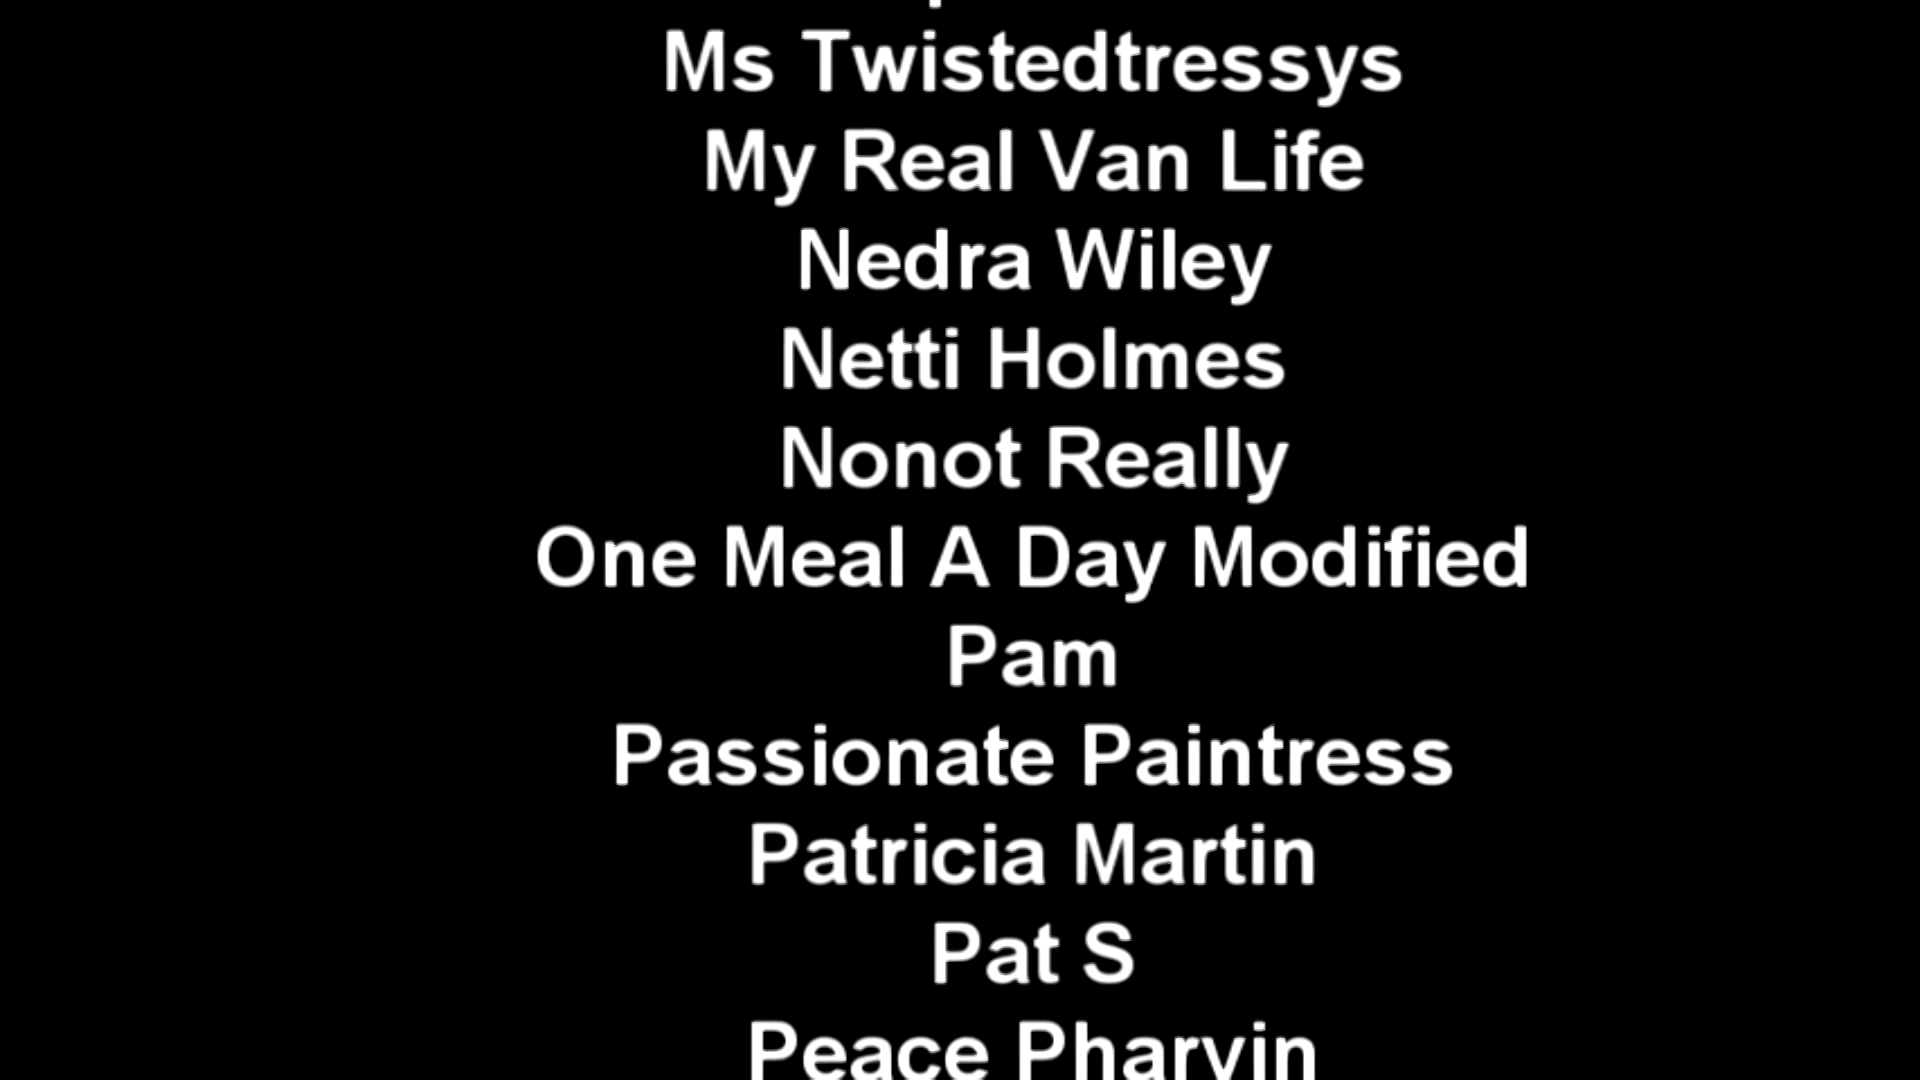 Ms Twistedtressys
My Real Van Life
Nedra Wiley
Netti Holmes
Nonot Really
One Meal A Day Modified
Pam
Passionate Paintress
Patricia Martin
Pat S
Peace Pharvin